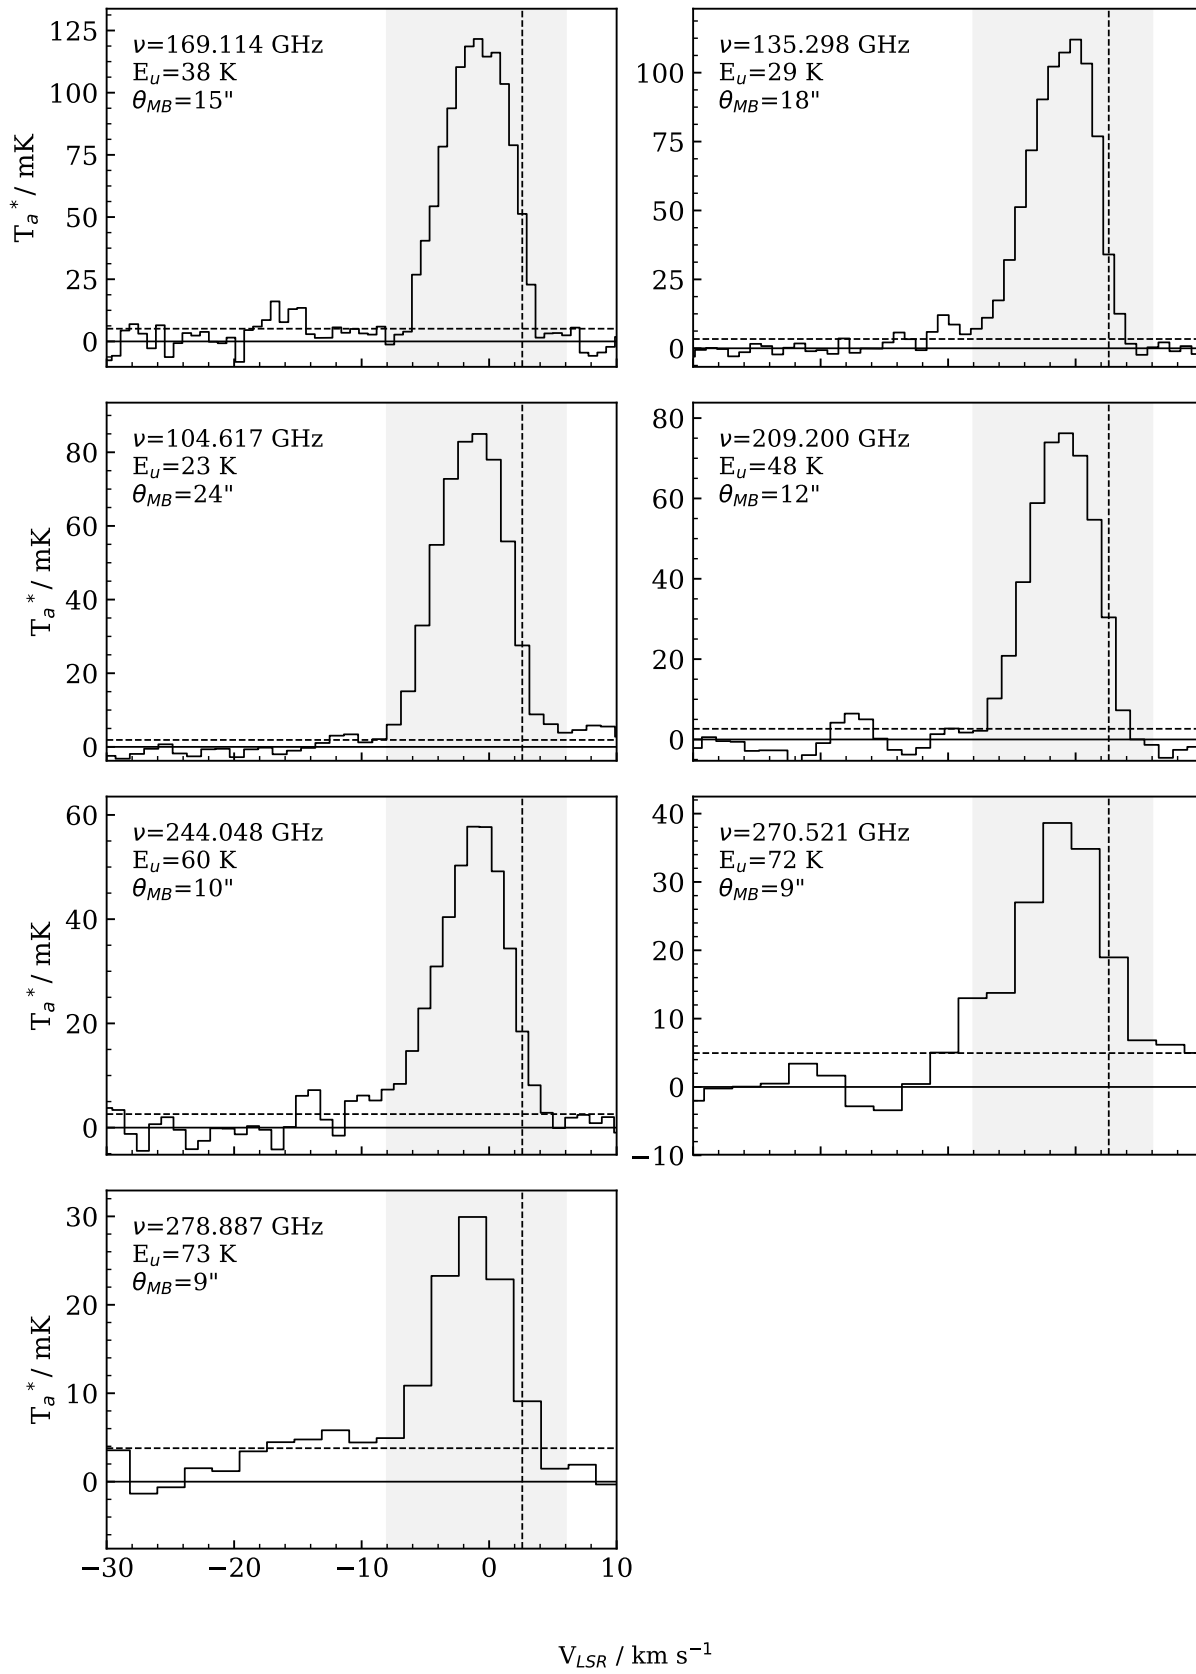 ν=169.114 GHz
E_u=38 K
θ_MB=15"
T_a* / mK
125
100
75
50
25
0
ν=135.298 GHz
E_u=29 K
θ_MB=18"
100
75
50
25
0
ν=104.617 GHz
E_u=23 K
θ_MB=24"
T_a* / mK
80
60
40
20
0
ν=209.200 GHz
E_u=48 K
θ_MB=12"
80
60
40
20
0
ν=244.048 GHz
E_u=60 K
θ_MB=10"
T_a* / mK
60
40
20
0
ν=270.521 GHz
E_u=72 K
θ_MB=9"
40
30
20
10
0
−10
ν=278.887 GHz
E_u=73 K
θ_MB=9"
T_a* / mK
30
20
10
0
−30 −20 −10 0 10
V_LSR / km s⁻¹